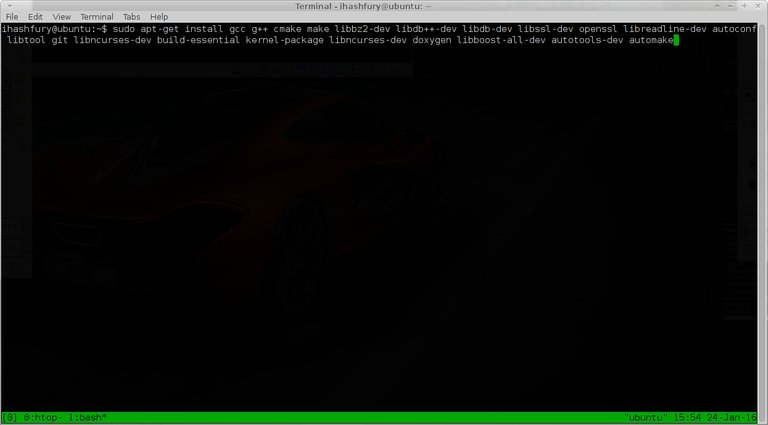 Terminal - ihashfury@ubuntu: ~
File Edit View Terminal Tabs Help
ihashfury@ubuntu:~$ sudo apt-get install gcc g++ cmake make libbz2-dev libdb++-dev libdb-dev libssl-dev openssl libreadline-dev autoconf
libtool git libncurses-dev build-essential kernel-package libncurses-dev doxygen libboost-all-dev autotools-dev automake
[0] 0:htop- 1:bash* "ubuntu" 15:54 24-Jan-16